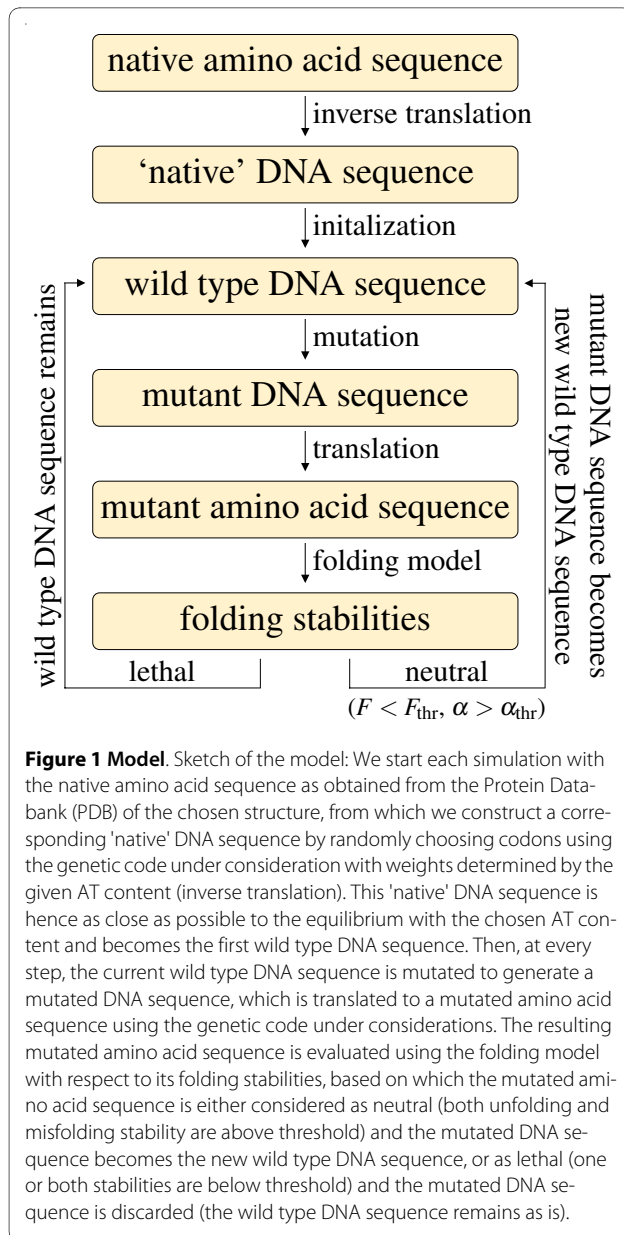 native amino acid sequence
inverse translation
'native' DNA sequence
initalization
wild type DNA sequence
mutation
mutant DNA sequence
translation
mutant amino acid sequence
folding model
folding stabilities
lethal
neutral
(F < F_thr, α > α_thr)
wild type DNA sequence remains
mutant DNA sequence becomes
new wild type DNA sequence
Figure 1 Model. Sketch of the model: We start each simulation with
the native amino acid sequence as obtained from the Protein Data-
bank (PDB) of the chosen structure, from which we construct a corre-
sponding 'native' DNA sequence by randomly choosing codons using
the genetic code under consideration with weights determined by the
given AT content (inverse translation). This 'native' DNA sequence is
hence as close as possible to the equilibrium with the chosen AT con-
tent and becomes the first wild type DNA sequence. Then, at every
step, the current wild type DNA sequence is mutated to generate a
mutated DNA sequence, which is translated to a mutated amino acid
sequence using the genetic code under considerations. The resulting
mutated amino acid sequence is evaluated using the folding model
with respect to its folding stabilities, based on which the mutated ami-
no acid sequence is either considered as neutral (both unfolding and
misfolding stability are above threshold) and the mutated DNA se-
quence becomes the new wild type DNA sequence, or as lethal (one
or both stabilities are below threshold) and the mutated DNA se-
quence is discarded (the wild type DNA sequence remains as is).